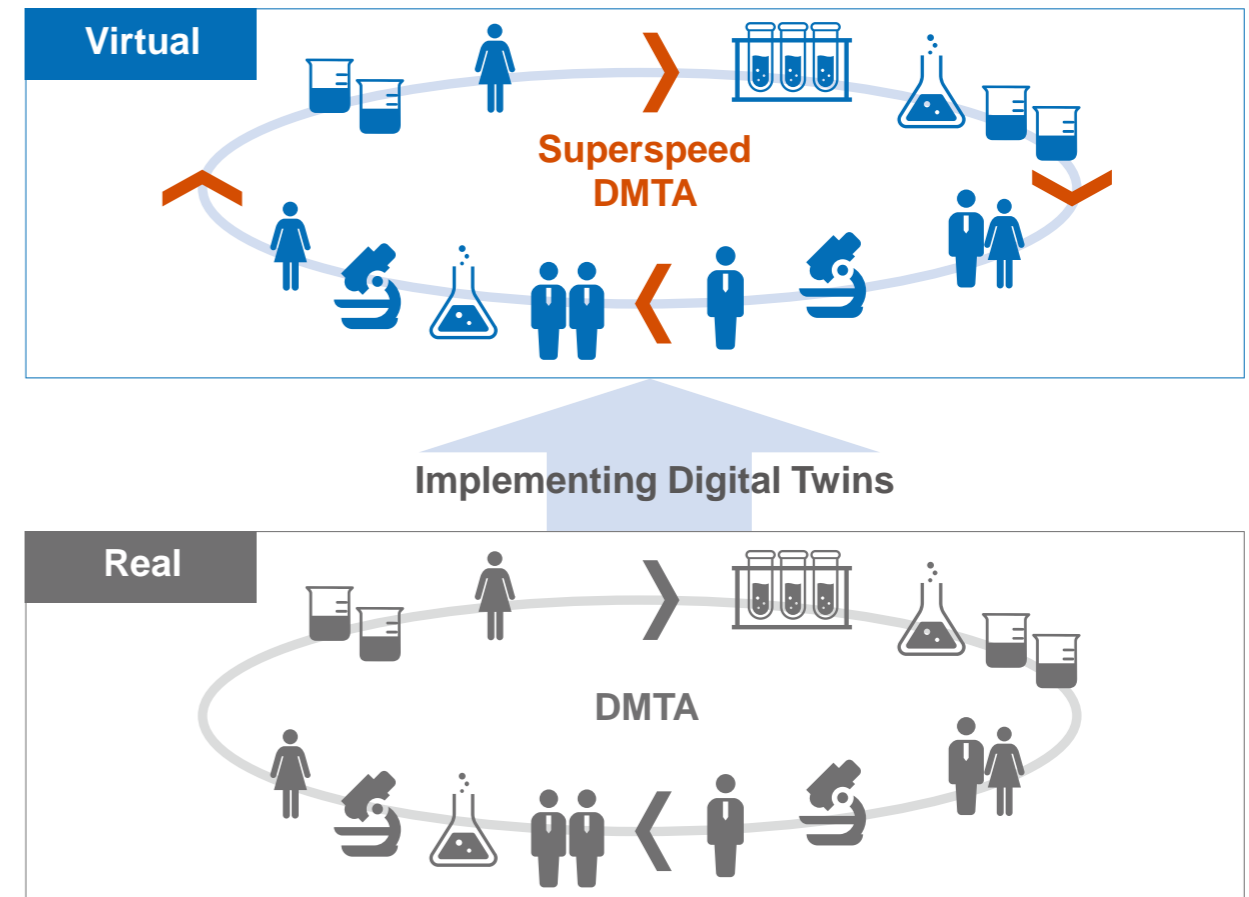 Virtual
Superspeed
DMTA
Implementing Digital Twins
Real
DMTA